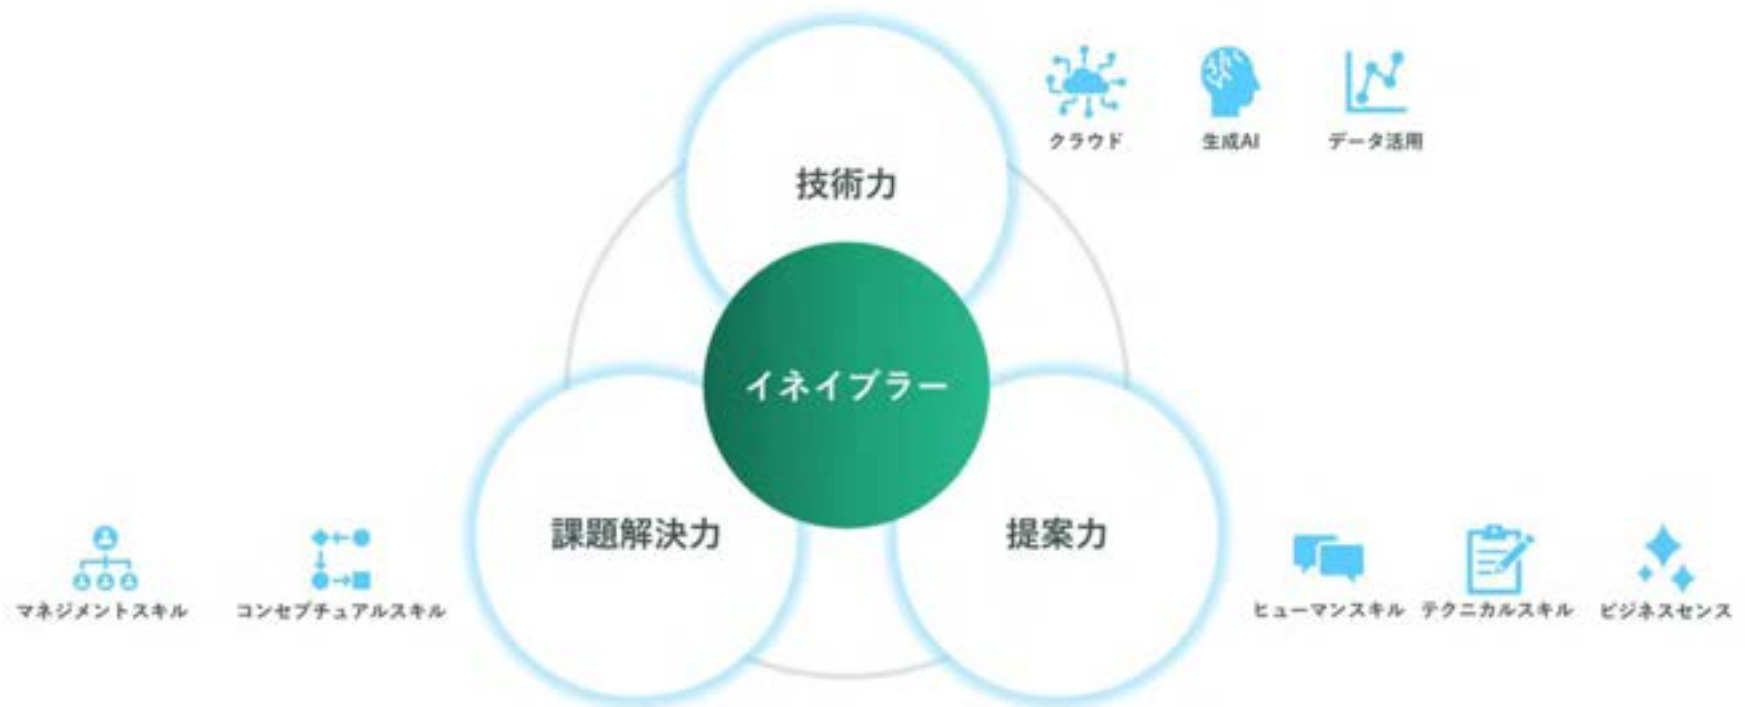 クラウド
生成AI
データ活用
技術力
イネイブラー
課題解決力
提案力
マネジメントスキル
コンセプチュアルスキル
ヒューマンスキル
テクニカルスキル
ビジネスセンス